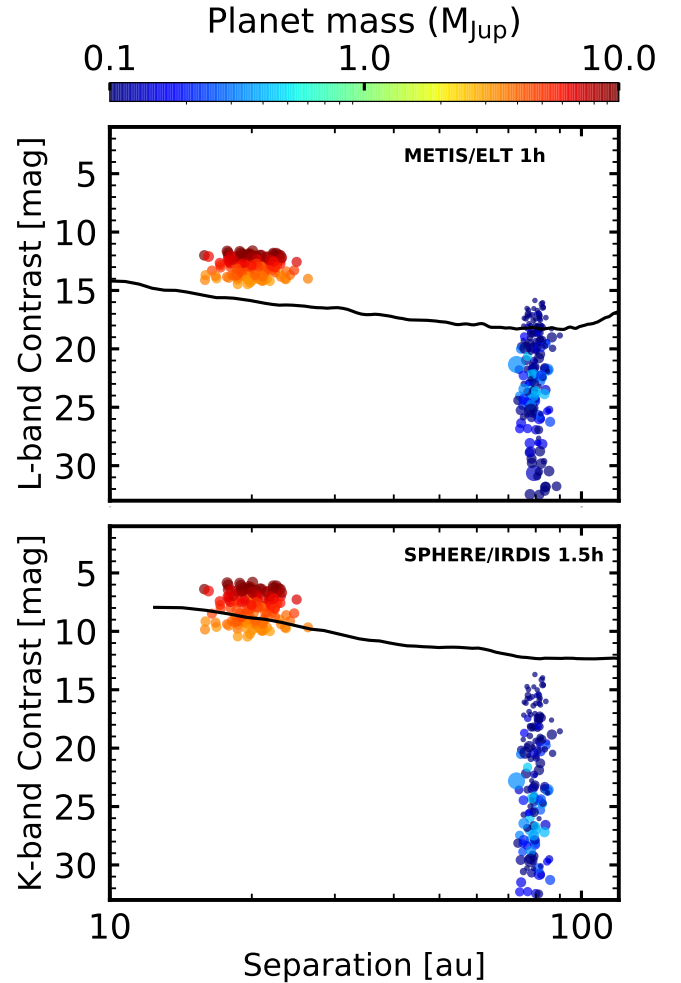 Planet mass (M_Jup)
0.1 1.0 10.0
METIS/ELT 1h
L-band Contrast [mag]
5
10
15
20
25
30
SPHERE/IRDIS 1.5h
K-band Contrast [mag]
5
10
15
20
25
30
10 100
Separation [au]